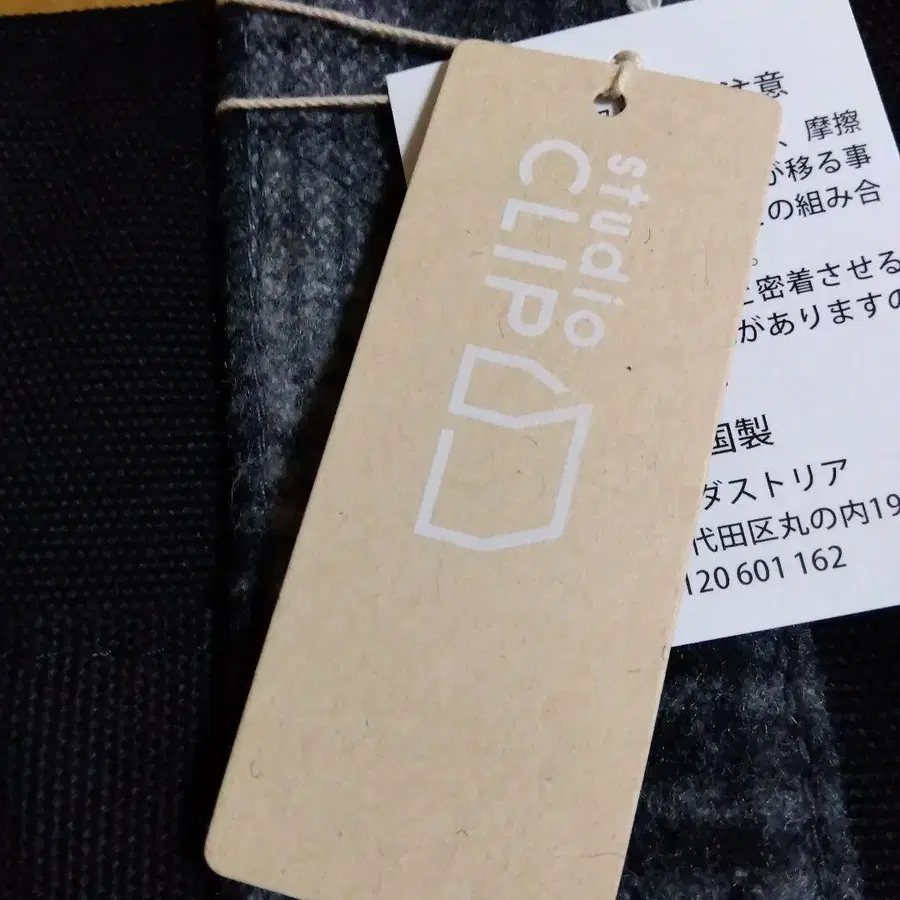 studio
CLIP
注意
、摩擦
が移る事
の組み合
。
密着させる
がありますの
国製
ダストリア
代田区丸の内19
120 601 162